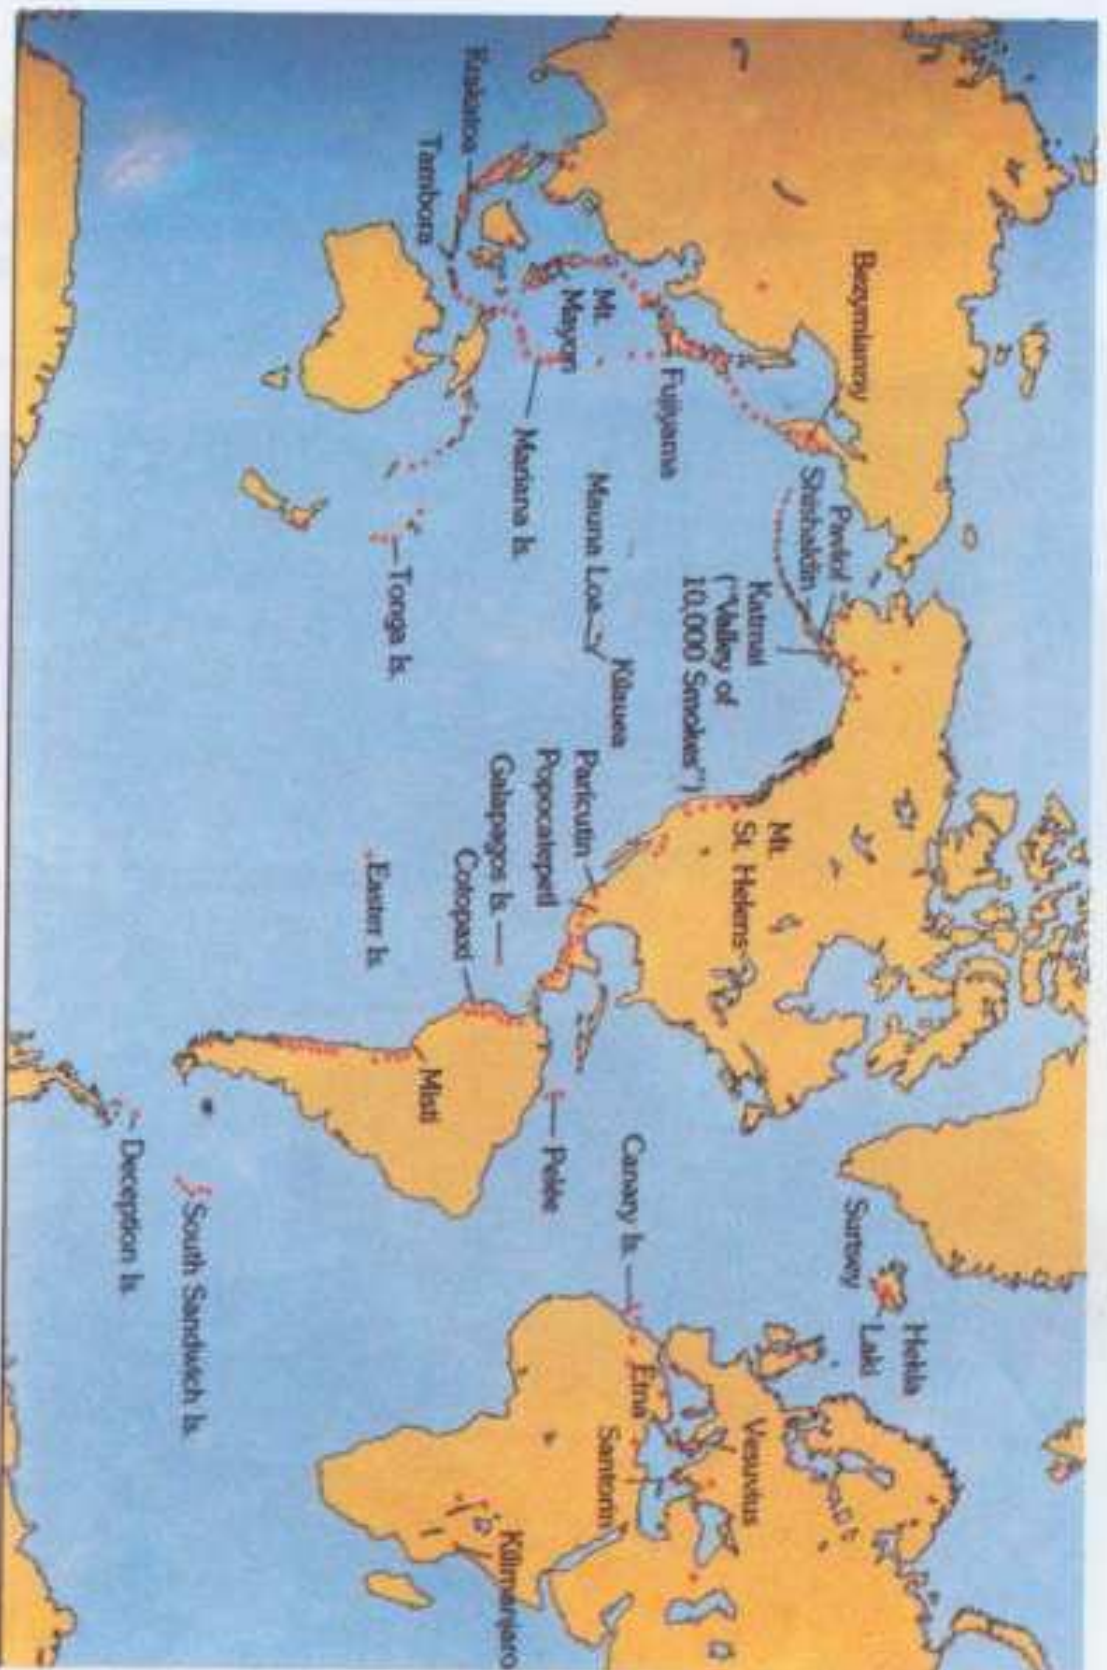 Bezymianny
Krakatoa
Tambora
Mt.
Mayon
Fujiyama
Mariana Is.
Tonga Is.
Pavlof
Shishaldin
Katmai
("Valley of
10,000 Smokes")
Mauna Loa
Kilauea
Mt.
St. Helens
Paricutin
Popocatepetl
Galapagos Is.
Cotopaxi
Easter Is.
Misti
Pelée
Deception Is.
South Sandwich Is.
Canary Is.
Surtsey
Hekla
Laki
Etna
Vesuvius
Santorin
Kilimanjaro